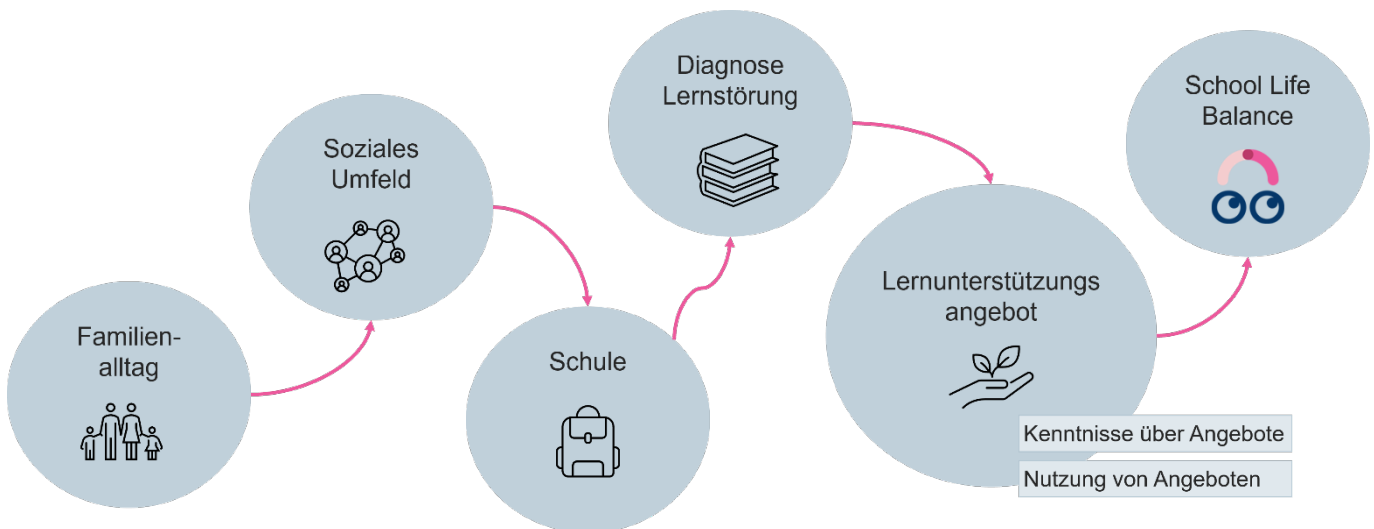 Familien-
alltag
Soziales
Umfeld
Schule
Diagnose
Lernstörung
Lernunterstützungs
angebot
Kenntnisse über Angebote
Nutzung von Angeboten
School Life
Balance